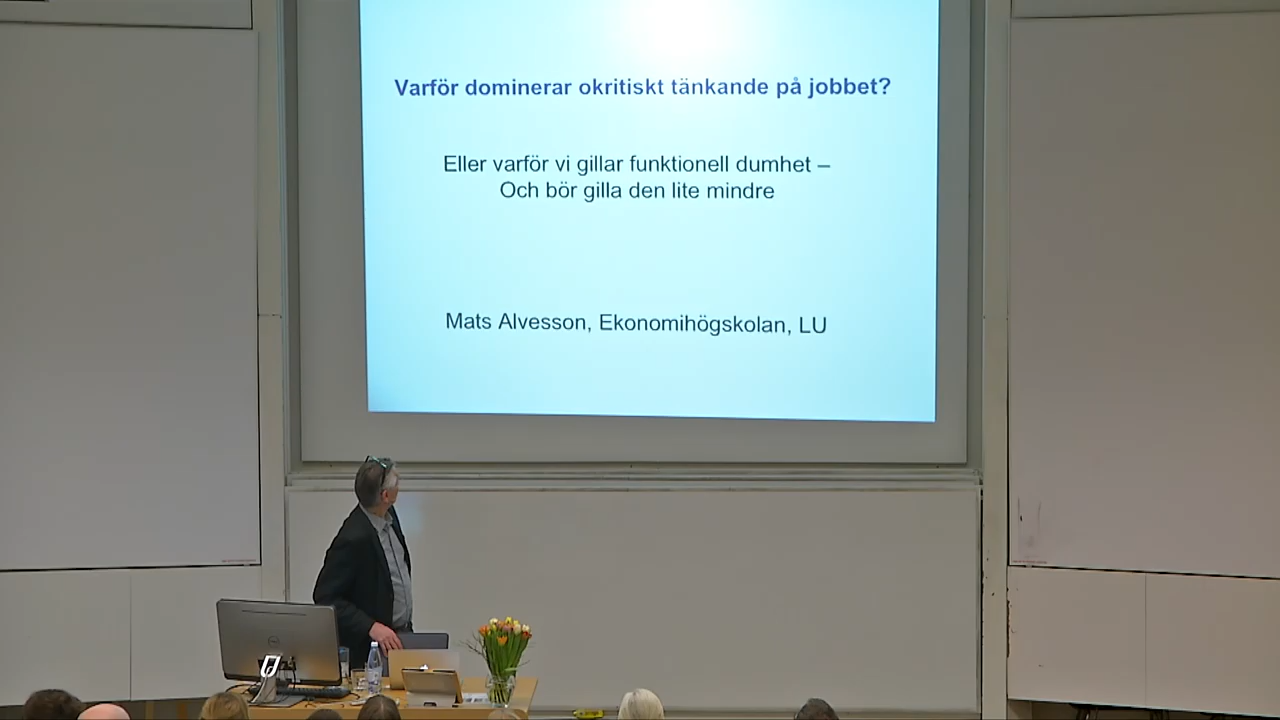 Varför dominerar okritiskt tänkande på jobbet?
Eller varför vi gillar funktionell dumhet –
Och bör gilla den lite mindre
Mats Alvesson, Ekonomihögskolan, LU